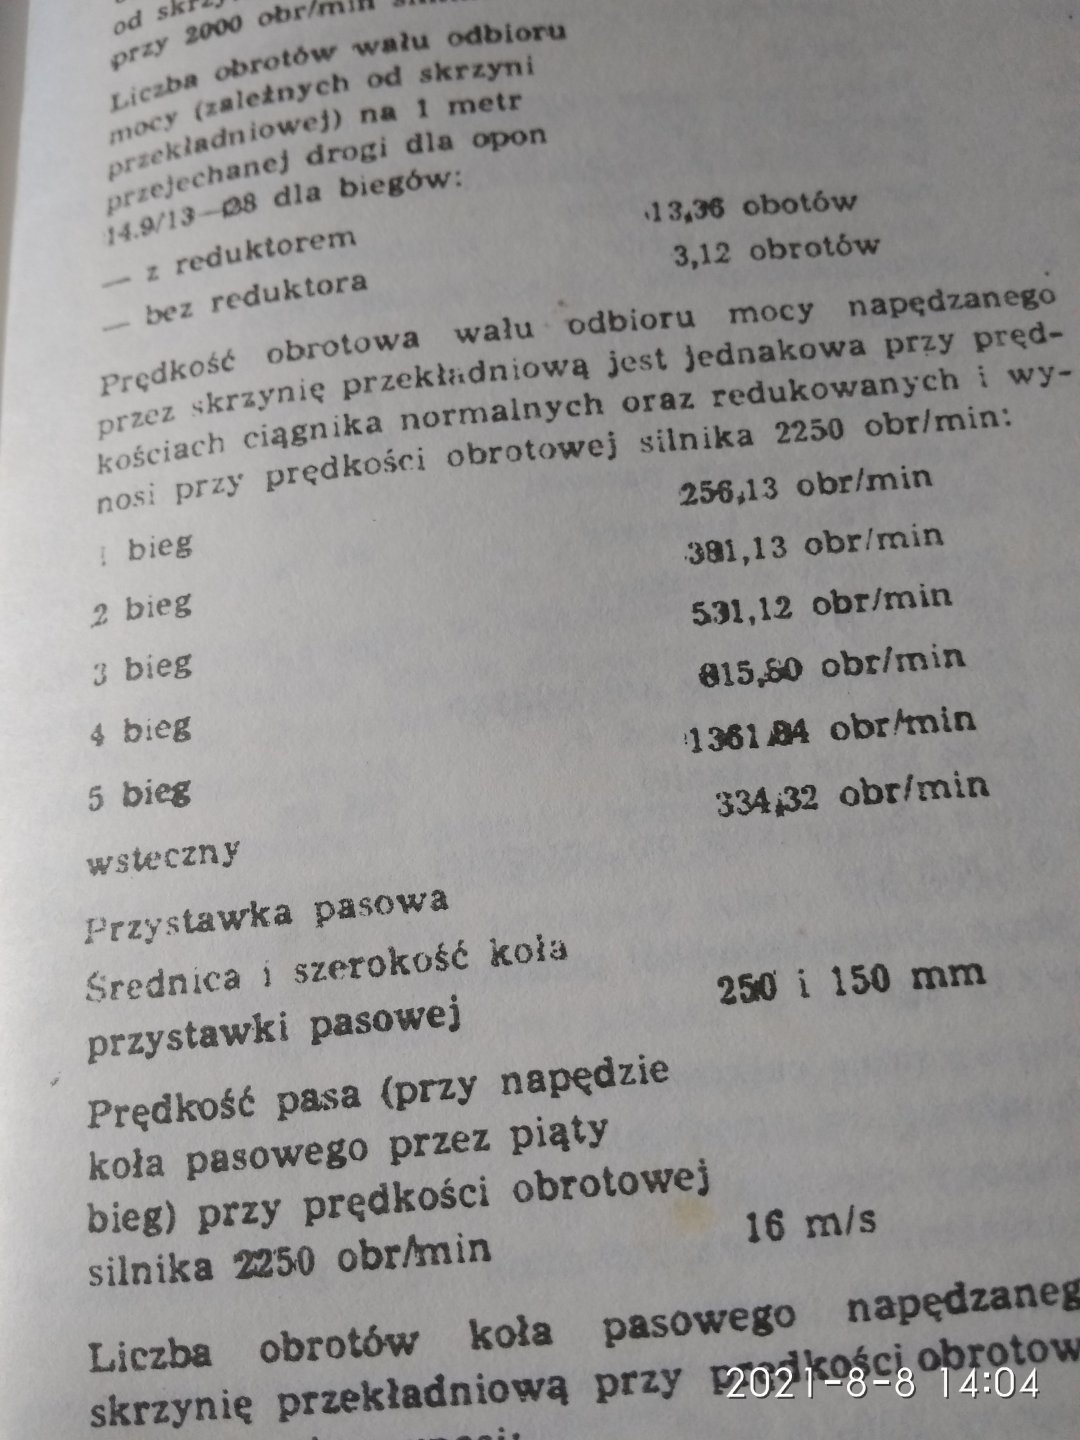 od
przy 2000 obr/min
Liczba obrotów wału odbioru
mocy (zależnych od skrzyni
przekładniowej) na 1 metr
przejechanej drogi dla opon
14.9/13—28 dla biegów:
— z reduktorem 13,36 obotów
— bez reduktora 3,12 obrotów
Prędkość obrotowa wału odbioru mocy napędzanego
przez skrzynię przekładniową jest jednakowa przy pręd-
kościach ciągnika normalnych oraz redukowanych i wy-
nosi przy prędkości obrotowej silnika 2250 obr/min:
1 bieg 256,13 obr/min
2 bieg 381,13 obr/min
3 bieg 531,12 obr/min
4 bieg 815,80 obr/min
5 bieg 1361,84 obr/min
wsteczny 334,32 obr/min
Przystawka pasowa
Średnica i szerokość koła
przystawki pasowej 250 i 150 mm
Prędkość pasa (przy napędzie
koła pasowego przez piąty
bieg) przy prędkości obrotowej
silnika 2250 obr/min 16 m/s
Liczba obrotów koła pasowego napędzaneg
skrzynię przekładniową przy prędkości obrotow
2021-8-8 14:04